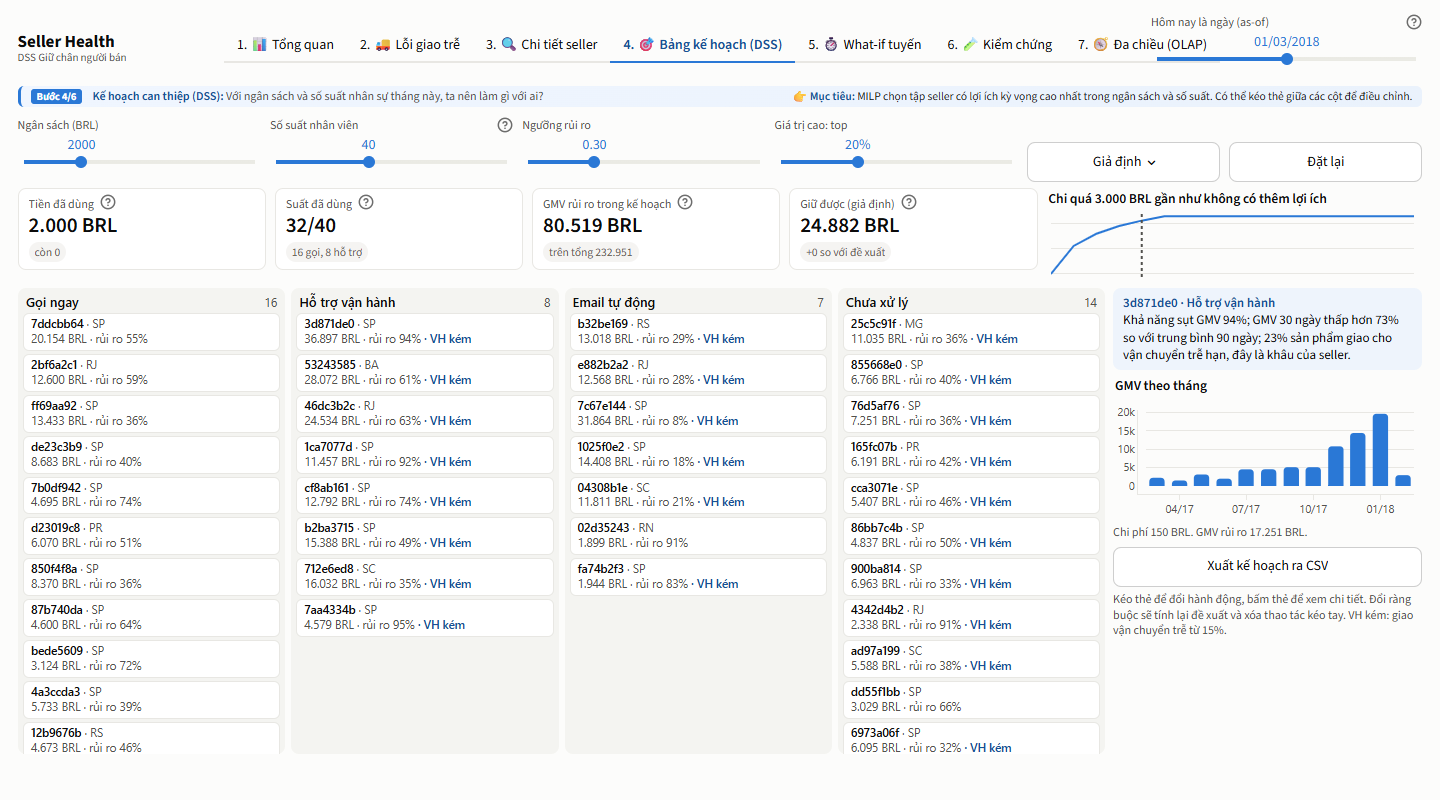 Hôm nay là ngày (as-of)
Seller Health
DSS Giữ chân người bán
1. 📊 Tổng quan
2. 🚚 Lỗi giao trễ
3. 🔍 Chi tiết seller
4. 🎯 Bảng kế hoạch (DSS)
5. ⏱️ What-if tuyến
6. 🧪 Kiểm chứng
7. 🧭 Đa chiều (OLAP)
01/03/2018
Bước 4/6 Kế hoạch can thiệp (DSS): Với ngân sách và số suất nhân sự tháng này, ta nên làm gì với ai?
👉 Mục tiêu: MILP chọn tập seller có lợi ích kỳ vọng cao nhất trong ngân sách và số suất. Có thể kéo thẻ giữa các cột để điều chỉnh.
Ngân sách (BRL)
2000
Số suất nhân viên
40
Ngưỡng rủi ro
0.30
Giá trị cao: top
20%
Giả định
Đặt lại
Tiền đã dùng
2.000 BRL
còn 0
Suất đã dùng
32/40
16 gọi, 8 hỗ trợ
GMV rủi ro trong kế hoạch
80.519 BRL
trên tổng 232.951
Giữ được (giả định)
24.882 BRL
+0 so với đề xuất
Chi quá 3.000 BRL gần như không có thêm lợi ích
Gọi ngay 16
7ddcbb64 · SP
20.154 BRL · rủi ro 55%
2bf6a2c1 · RJ
12.600 BRL · rủi ro 59%
ff69aa92 · SP
13.433 BRL · rủi ro 36%
de23c3b9 · SP
8.683 BRL · rủi ro 40%
7b0df942 · SP
4.695 BRL · rủi ro 74%
d23019c8 · PR
6.070 BRL · rủi ro 51%
850f4f8a · SP
8.370 BRL · rủi ro 36%
87b740da · SP
4.600 BRL · rủi ro 64%
bede5609 · SP
3.124 BRL · rủi ro 72%
4a3ccda3 · SP
5.733 BRL · rủi ro 39%
12b9676b · RS
4.673 BRL · rủi ro 46%
Hỗ trợ vận hành 8
3d871de0 · SP
36.897 BRL · rủi ro 94% · VH kém
53243585 · BA
28.072 BRL · rủi ro 61% · VH kém
46dc3b2c · RJ
24.534 BRL · rủi ro 63% · VH kém
1ca7077d · SP
11.457 BRL · rủi ro 92% · VH kém
cf8ab161 · SP
12.792 BRL · rủi ro 74% · VH kém
b2ba3715 · SP
15.388 BRL · rủi ro 49% · VH kém
712e6ed8 · SC
16.032 BRL · rủi ro 35% · VH kém
7aa4334b · SP
4.579 BRL · rủi ro 95% · VH kém
Email tự động 7
b32be169 · RS
13.018 BRL · rủi ro 29% · VH kém
e882b2a2 · RJ
12.568 BRL · rủi ro 28% · VH kém
7c67e144 · SP
31.864 BRL · rủi ro 8% · VH kém
1025f0e2 · SP
14.408 BRL · rủi ro 18% · VH kém
04308b1e · SC
11.811 BRL · rủi ro 21% · VH kém
02d35243 · RN
1.899 BRL · rủi ro 91%
fa74b2f3 · SP
1.944 BRL · rủi ro 83% · VH kém
Chưa xử lý 14
25c5c91f · MG
11.035 BRL · rủi ro 36% · VH kém
855668e0 · SP
6.766 BRL · rủi ro 40% · VH kém
76d5af76 · SP
7.251 BRL · rủi ro 36% · VH kém
165fc07b · PR
6.191 BRL · rủi ro 42% · VH kém
cca3071e · SP
5.407 BRL · rủi ro 46% · VH kém
86bb7c4b · SP
4.837 BRL · rủi ro 50% · VH kém
900ba814 · SP
6.963 BRL · rủi ro 33% · VH kém
4342d4b2 · RJ
2.338 BRL · rủi ro 91% · VH kém
ad97a199 · SC
5.588 BRL · rủi ro 38% · VH kém
dd55f1bb · SP
3.029 BRL · rủi ro 66%
6973a06f · SP
6.095 BRL · rủi ro 32% · VH kém
3d871de0 · Hỗ trợ vận hành
Khả năng sụt GMV 94%; GMV 30 ngày thấp hơn 73%
so với trung bình 90 ngày; 23% sản phẩm giao cho
vận chuyển trễ hạn, đây là khâu của seller.
GMV theo tháng
20k
15k
10k
5k
0
04/17 07/17 10/17 01/18
Chi phí 150 BRL. GMV rủi ro 17.251 BRL.
Xuất kế hoạch ra CSV
Kéo thẻ để đổi hành động, bấm thẻ để xem chi tiết. Đổi ràng
buộc sẽ tính lại đề xuất và xóa thao tác kéo tay. VH kém: giao
vận chuyển trễ từ 15%.